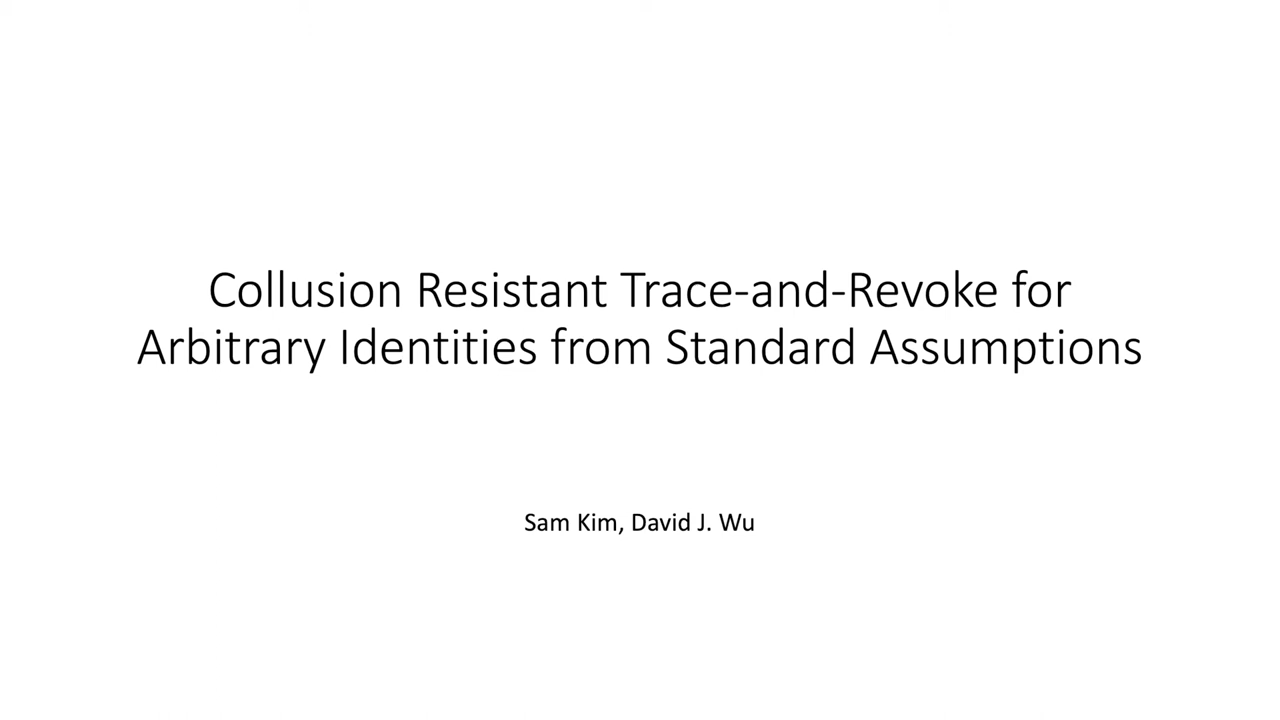 Collusion Resistant Trace-and-Revoke for
Arbitrary Identities from Standard Assumptions
Sam Kim, David J. Wu